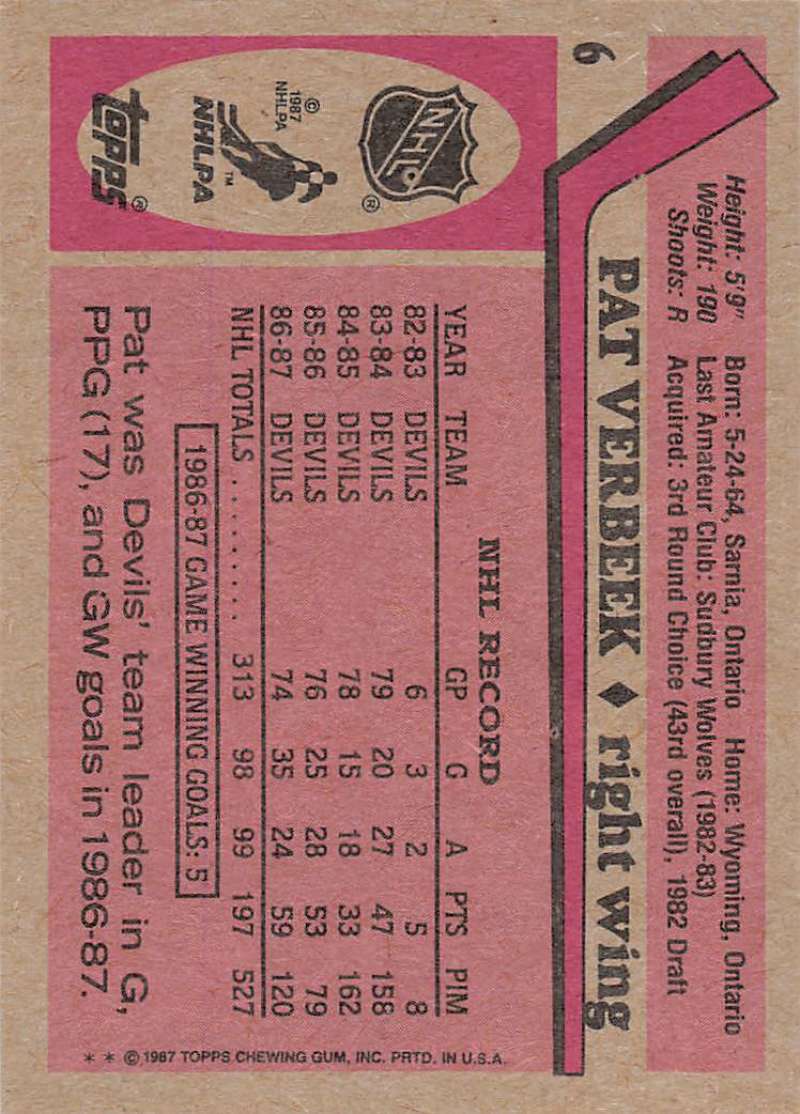 6
PAT VERBEEK ♦ right wing
Height: 5'9" Born: 5-24-64, Sarnia, Ontario Home: Wyoming, Ontario
Weight: 190 Last Amateur Club: Sudbury Wolves (1982-83)
Shoots: R Acquired: 3rd Round Choice (43rd overall), 1982 Draft
NHL
®
© 1987
NHLPA
NHLPA
™
TOPPS®
NHL RECORD
YEAR TEAM GP G A PTS PIM
82-83 DEVILS 6 3 2 5 8
83-84 DEVILS 79 20 27 47 158
84-85 DEVILS 78 15 18 33 162
85-86 DEVILS 76 25 28 53 79
86-87 DEVILS 74 35 24 59 120
NHL TOTALS ......... 313 98 99 197 527
1986-87 GAME WINNING GOALS: 5
Pat was Devils' team leader in G,
PPG (17), and GW goals in 1986-87.
* * © 1987 TOPPS CHEWING GUM, INC. PRTD. IN U.S.A.